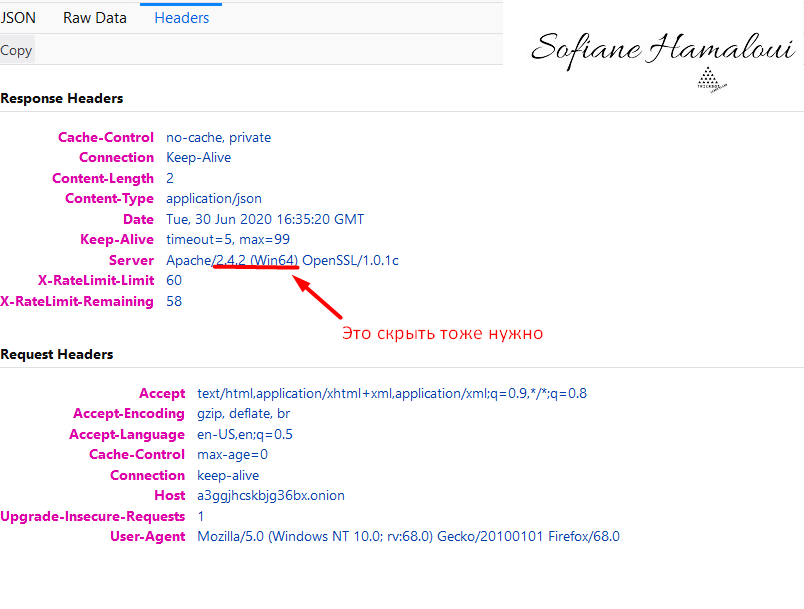 JSON Raw Data Headers
Sofiane Hamaloui
Copy
Response Headers
Cache-Control no-cache, private
Connection Keep-Alive
Content-Length 2
Content-Type application/json
Date Tue, 30 Jun 2020 16:35:20 GMT
Keep-Alive timeout=5, max=99
Server Apache/2.4.2 (Win64) OpenSSL/1.0.1c
X-RateLimit-Limit 60
X-RateLimit-Remaining 58
Это скрыть тоже нужно
Request Headers
Accept text/html,application/xhtml+xml,application/xml;q=0.9,*/*;q=0.8
Accept-Encoding gzip, deflate, br
Accept-Language en-US,en;q=0.5
Cache-Control max-age=0
Connection keep-alive
Host a3ggjhcskbjg36bx.onion
Upgrade-Insecure-Requests 1
User-Agent Mozilla/5.0 (Windows NT 10.0; rv:68.0) Gecko/20100101 Firefox/68.0